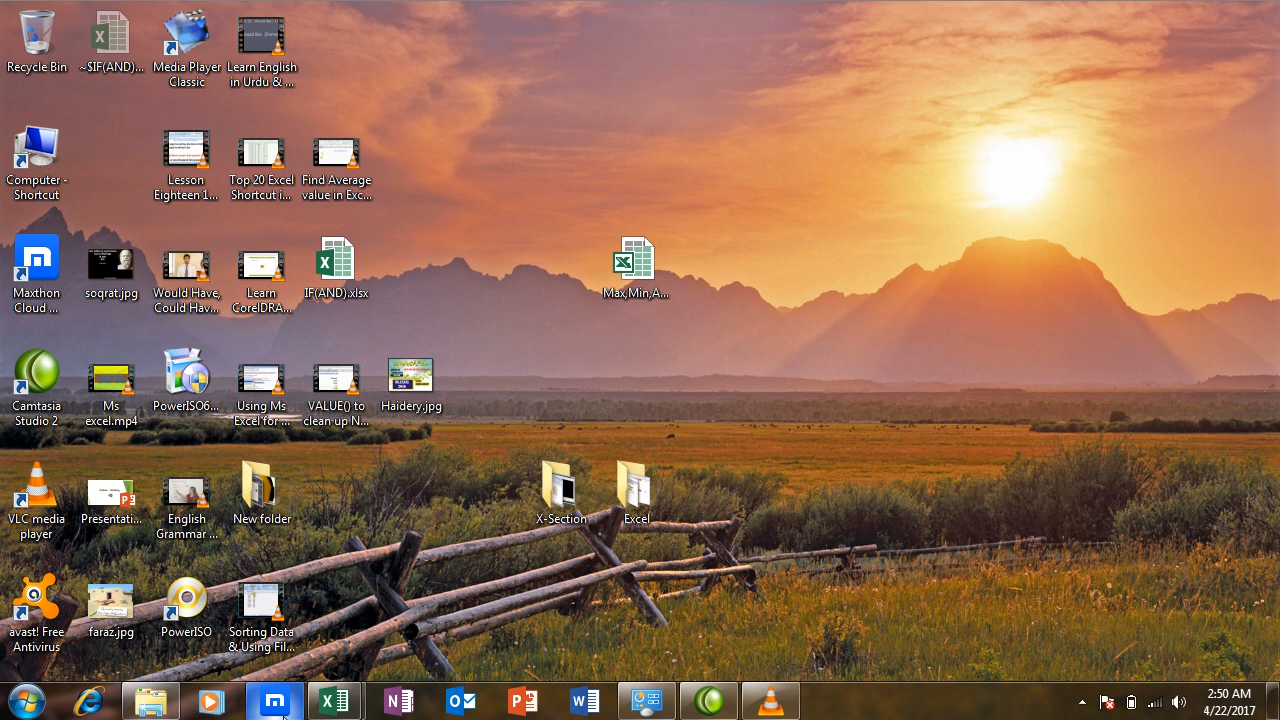 Recycle Bin
~$IF(AND)...
Media Player
Classic
Learn English
in Urdu & ...
Computer -
Shortcut
Lesson
Eighteen 1...
Top 20 Excel
Shortcut i...
Find Average
value in Exc...
Maxthon
Cloud ...
soqrat.jpg
Would Have,
Could Hav...
Learn
CorelDRA...
IF(AND).xlsx
Max,Min,A...
Camtasia
Studio 2
Ms
excel.mp4
PowerISO6...
Using Ms
Excel for ...
VALUE() to
clean up N...
Haidery.jpg
VLC media
player
Presentati...
English
Grammar ...
New folder
X-Section
Excel
avast! Free
Antivirus
faraz.jpg
PowerISO
Sorting Data
& Using Fil...
2:50 AM
4/22/2017